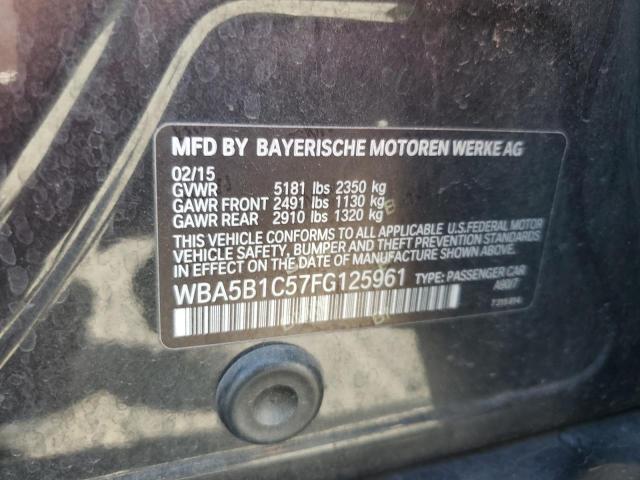 MFD BY BAYERISCHE MOTOREN WERKE AG
02/15
GVWR 5181 lbs 2350 kg
GAWR FRONT 2491 lbs 1130 kg
GAWR REAR 2910 lbs 1320 kg
THIS VEHICLE CONFORMS TO ALL APPLICABLE U.S.FEDERAL MOTOR
VEHICLE SAFETY, BUMPER AND THEFT PREVENTION STANDARDS
IN EFFECT ON THE DATE OF MANUFACTURE SHOWN ABOVE.
WBA5B1C57FG125961 TYPE: PASSENGER CAR
A90/7